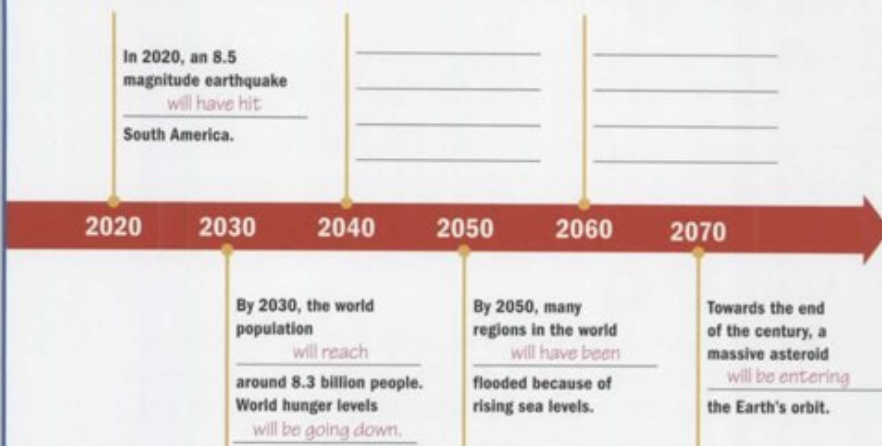 In 2020, an 8.5
magnitude earthquake
will have hit
South America.
2020 2030 2040 2050 2060 2070
By 2030, the world
population
will reach
around 8.3 billion people.
World hunger levels
will be going down.
By 2050, many
regions in the world
will have been
flooded because of
rising sea levels.
Towards the end
of the century, a
massive asteroid
will be entering
the Earth's orbit.